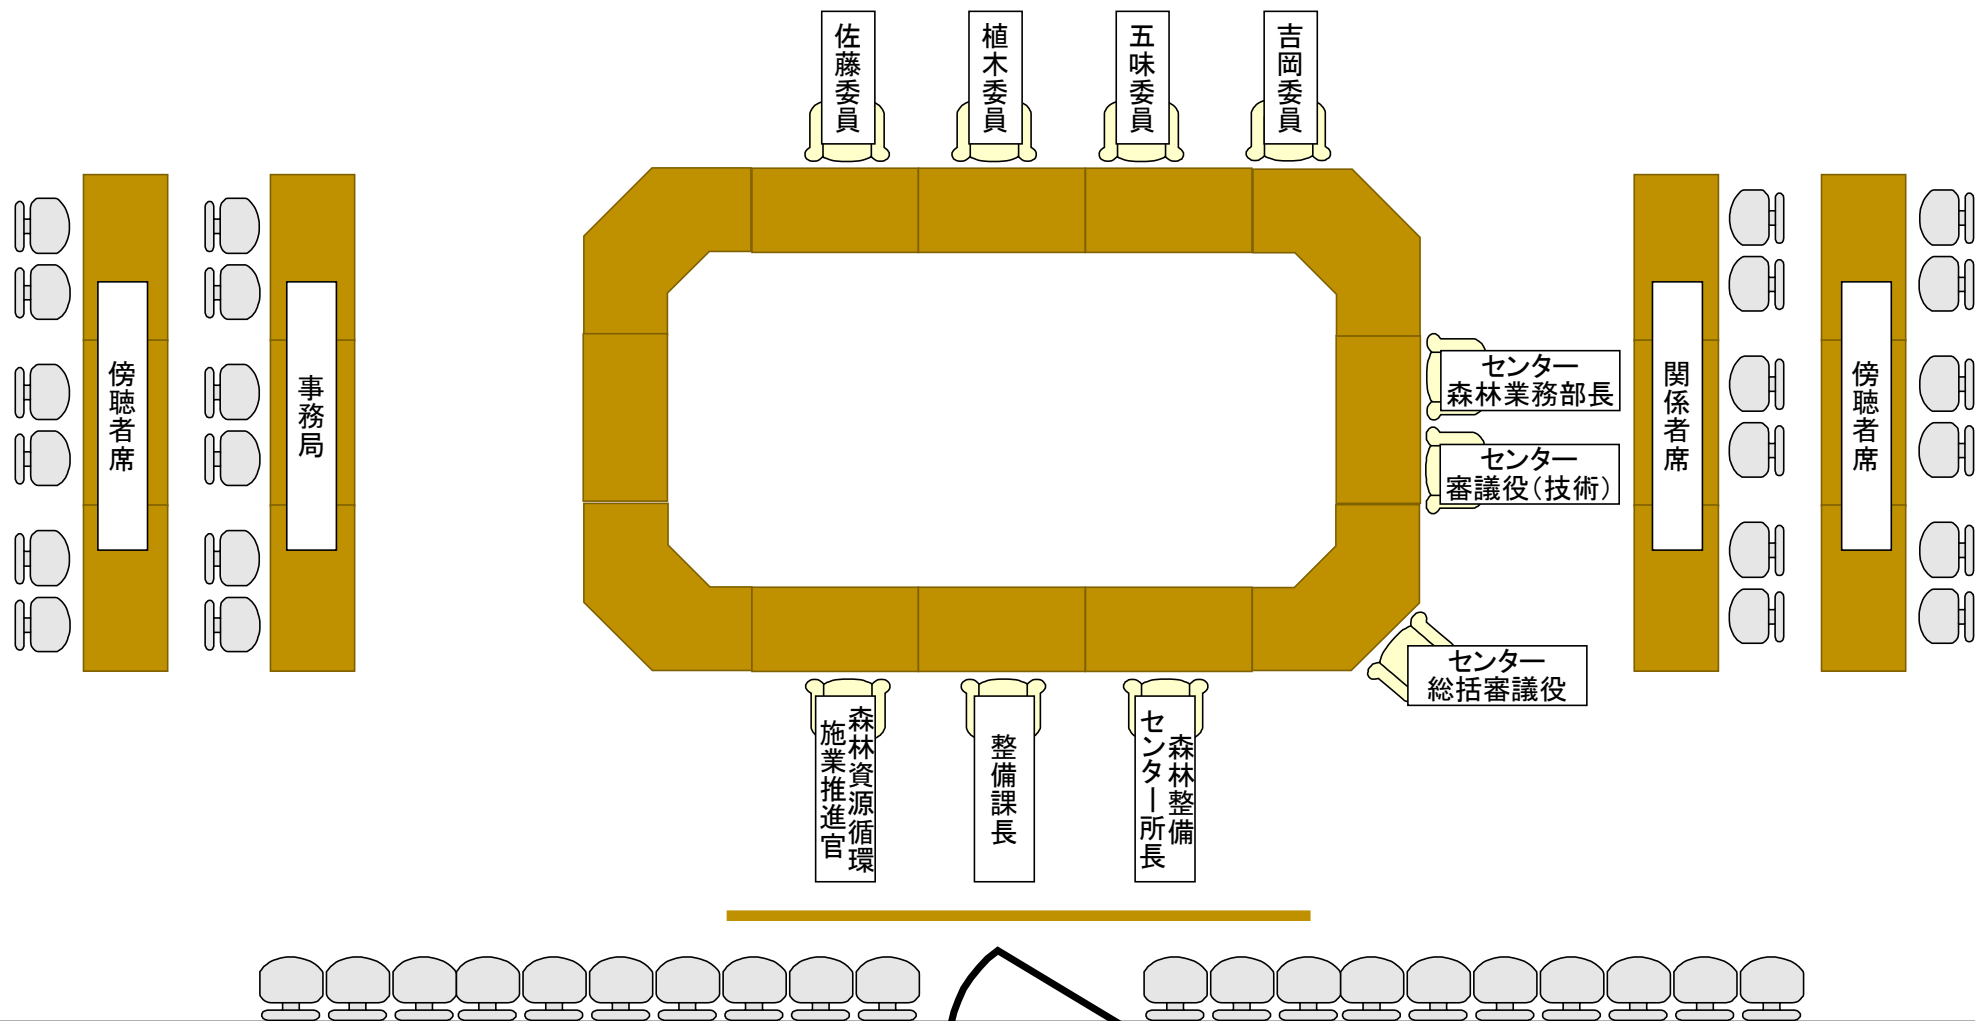 佐藤委員
植木委員
五味委員
吉岡委員
傍聴者席
事務局
センター
森林業務部長
センター
審議役（技術）
関係者席
傍聴者席
センター
総括審議役
森林資源循環
施業推進官
整備課長
森林整備
センター所長